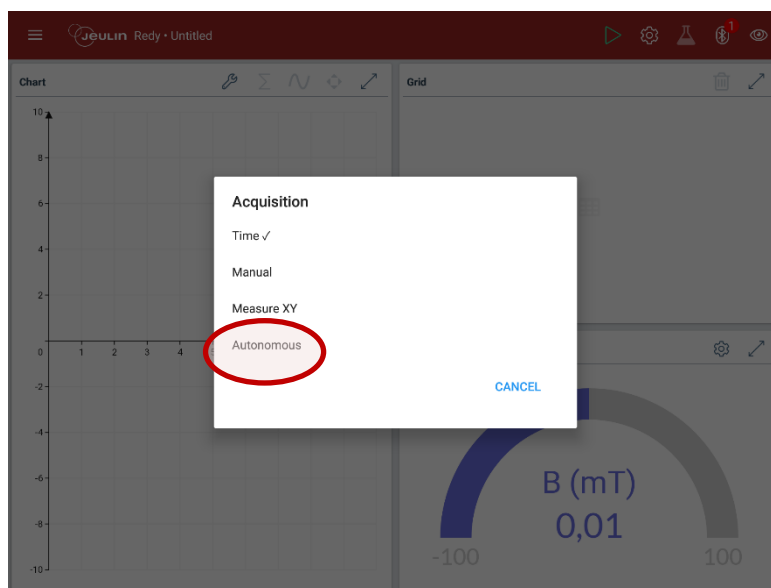 Jeulin Redy • Untitled
1
Chart
Grid
10
8
6
4
2
0
1 2 3 4
-2
-4
-6
-8
-10
Acquisition
Time ✓
Manual
Measure XY
Autonomous
CANCEL
B (mT)
0,01
-100
100